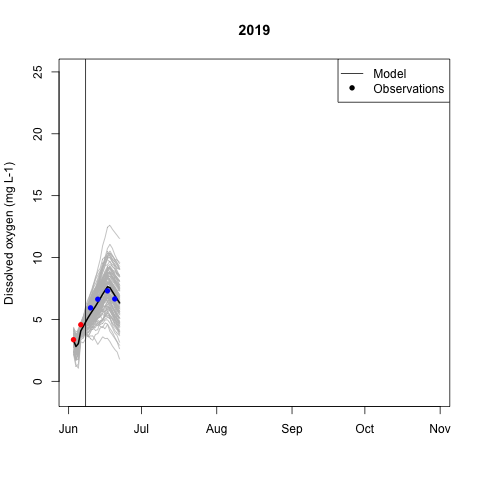 2019
Model
Observations
Dissolved oxygen (mg L-1)
25
20
15
10
5
0
Jun Jul Aug Sep Oct Nov